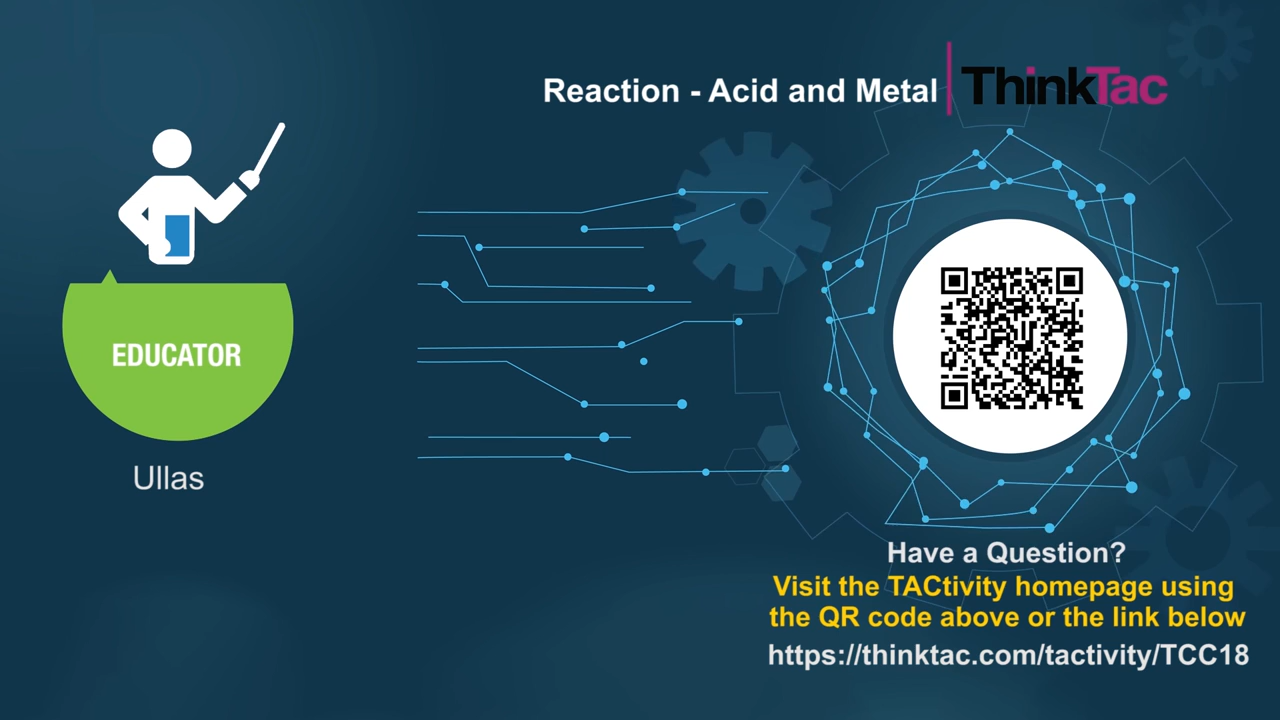 Reaction - Acid and Metal
ThinkTac
EDUCATOR
Ullas
Have a Question?
Visit the TACtivity homepage using
the QR code above or the link below
https://thinktac.com/tactivity/TCC18